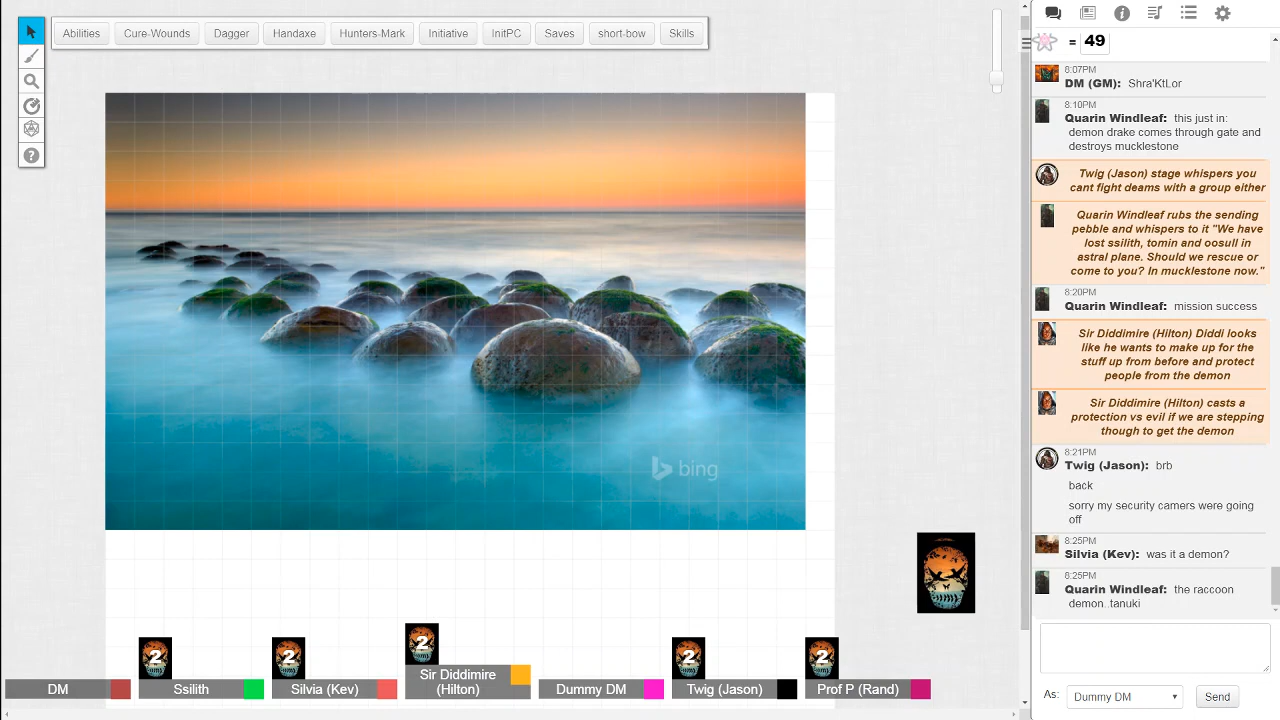 Abilities Cure-Wounds Dagger Handaxe Hunters-Mark Initiative InitPC Saves short-bow Skills
bing
2 2 2 2 2
DM Ssilith Silvia (Kev) Sir Diddimire Dummy DM Twig (Jason) Prof P (Rand)
(Hilton)
= 49
8:07PM
DM (GM): Shra'KtLor
8:10PM
Quarin Windleaf: this just in:
demon drake comes through gate and
destroys mucklestone
Twig (Jason) stage whispers you
cant fight deams with a group either
Quarin Windleaf rubs the sending
pebble and whispers to it "We have
lost ssilith, tomin and oosull in
astral plane. Should we rescue or
come to you? In mucklestone now."
8:20PM
Quarin Windleaf: mission success
Sir Diddimire (Hilton) Diddi looks
like he wants to make up for the
stuff up from before and protect
people from the demon
Sir Diddimire (Hilton) casts a
protection vs evil if we are stepping
though to get the demon
8:21PM
Twig (Jason): brb
back
sorry my security camers were going
off
8:25PM
Silvia (Kev): was it a demon?
8:25PM
Quarin Windleaf: the raccoon
demon..tanuki
As: Dummy DM Send